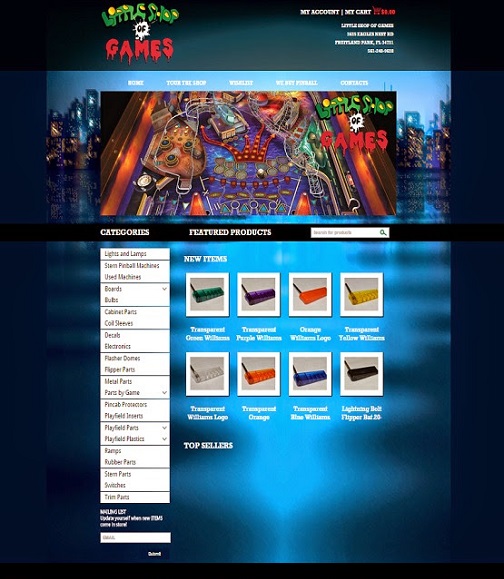 LITTLE SHOP
OF
GAMES
MY ACCOUNT | MY CART $0.00
LITTLE SHOP OF GAMES
FRUITLAND PARK, FL 34731
HOME
TOUR THE SHOP
WISHLIST
WE BUY PINBALL
CONTACTS
LITTLE SHOP
OF
GAMES
CATEGORIES
FEATURED PRODUCTS
Search for products
Lights and Lamps
Stern Pinball Machines
Used Machines
Boards
Bulbs
Cabinet Parts
Coil Sleeves
Decals
Electronics
Flasher Domes
Flipper Parts
Metal Parts
Parts by Game
Pincab Protectors
Playfield Inserts
Playfield Parts
Playfield Plastics
Ramps
Rubber Parts
Stern Parts
Switches
Trim Parts
MAILING LIST
Update yourself when new ITEMS
come in store!
EMAIL
Submit
NEW ITEMS
Transparent
Green Williams
Transparent
Purple Williams
Orange
Williams Logo
Transparent
Yellow Williams
Transparent
Williams Logo
Transparent
Orange
Transparent
Blue Williams
Lightning Bolt
Flipper Bat 20-
TOP SELLERS